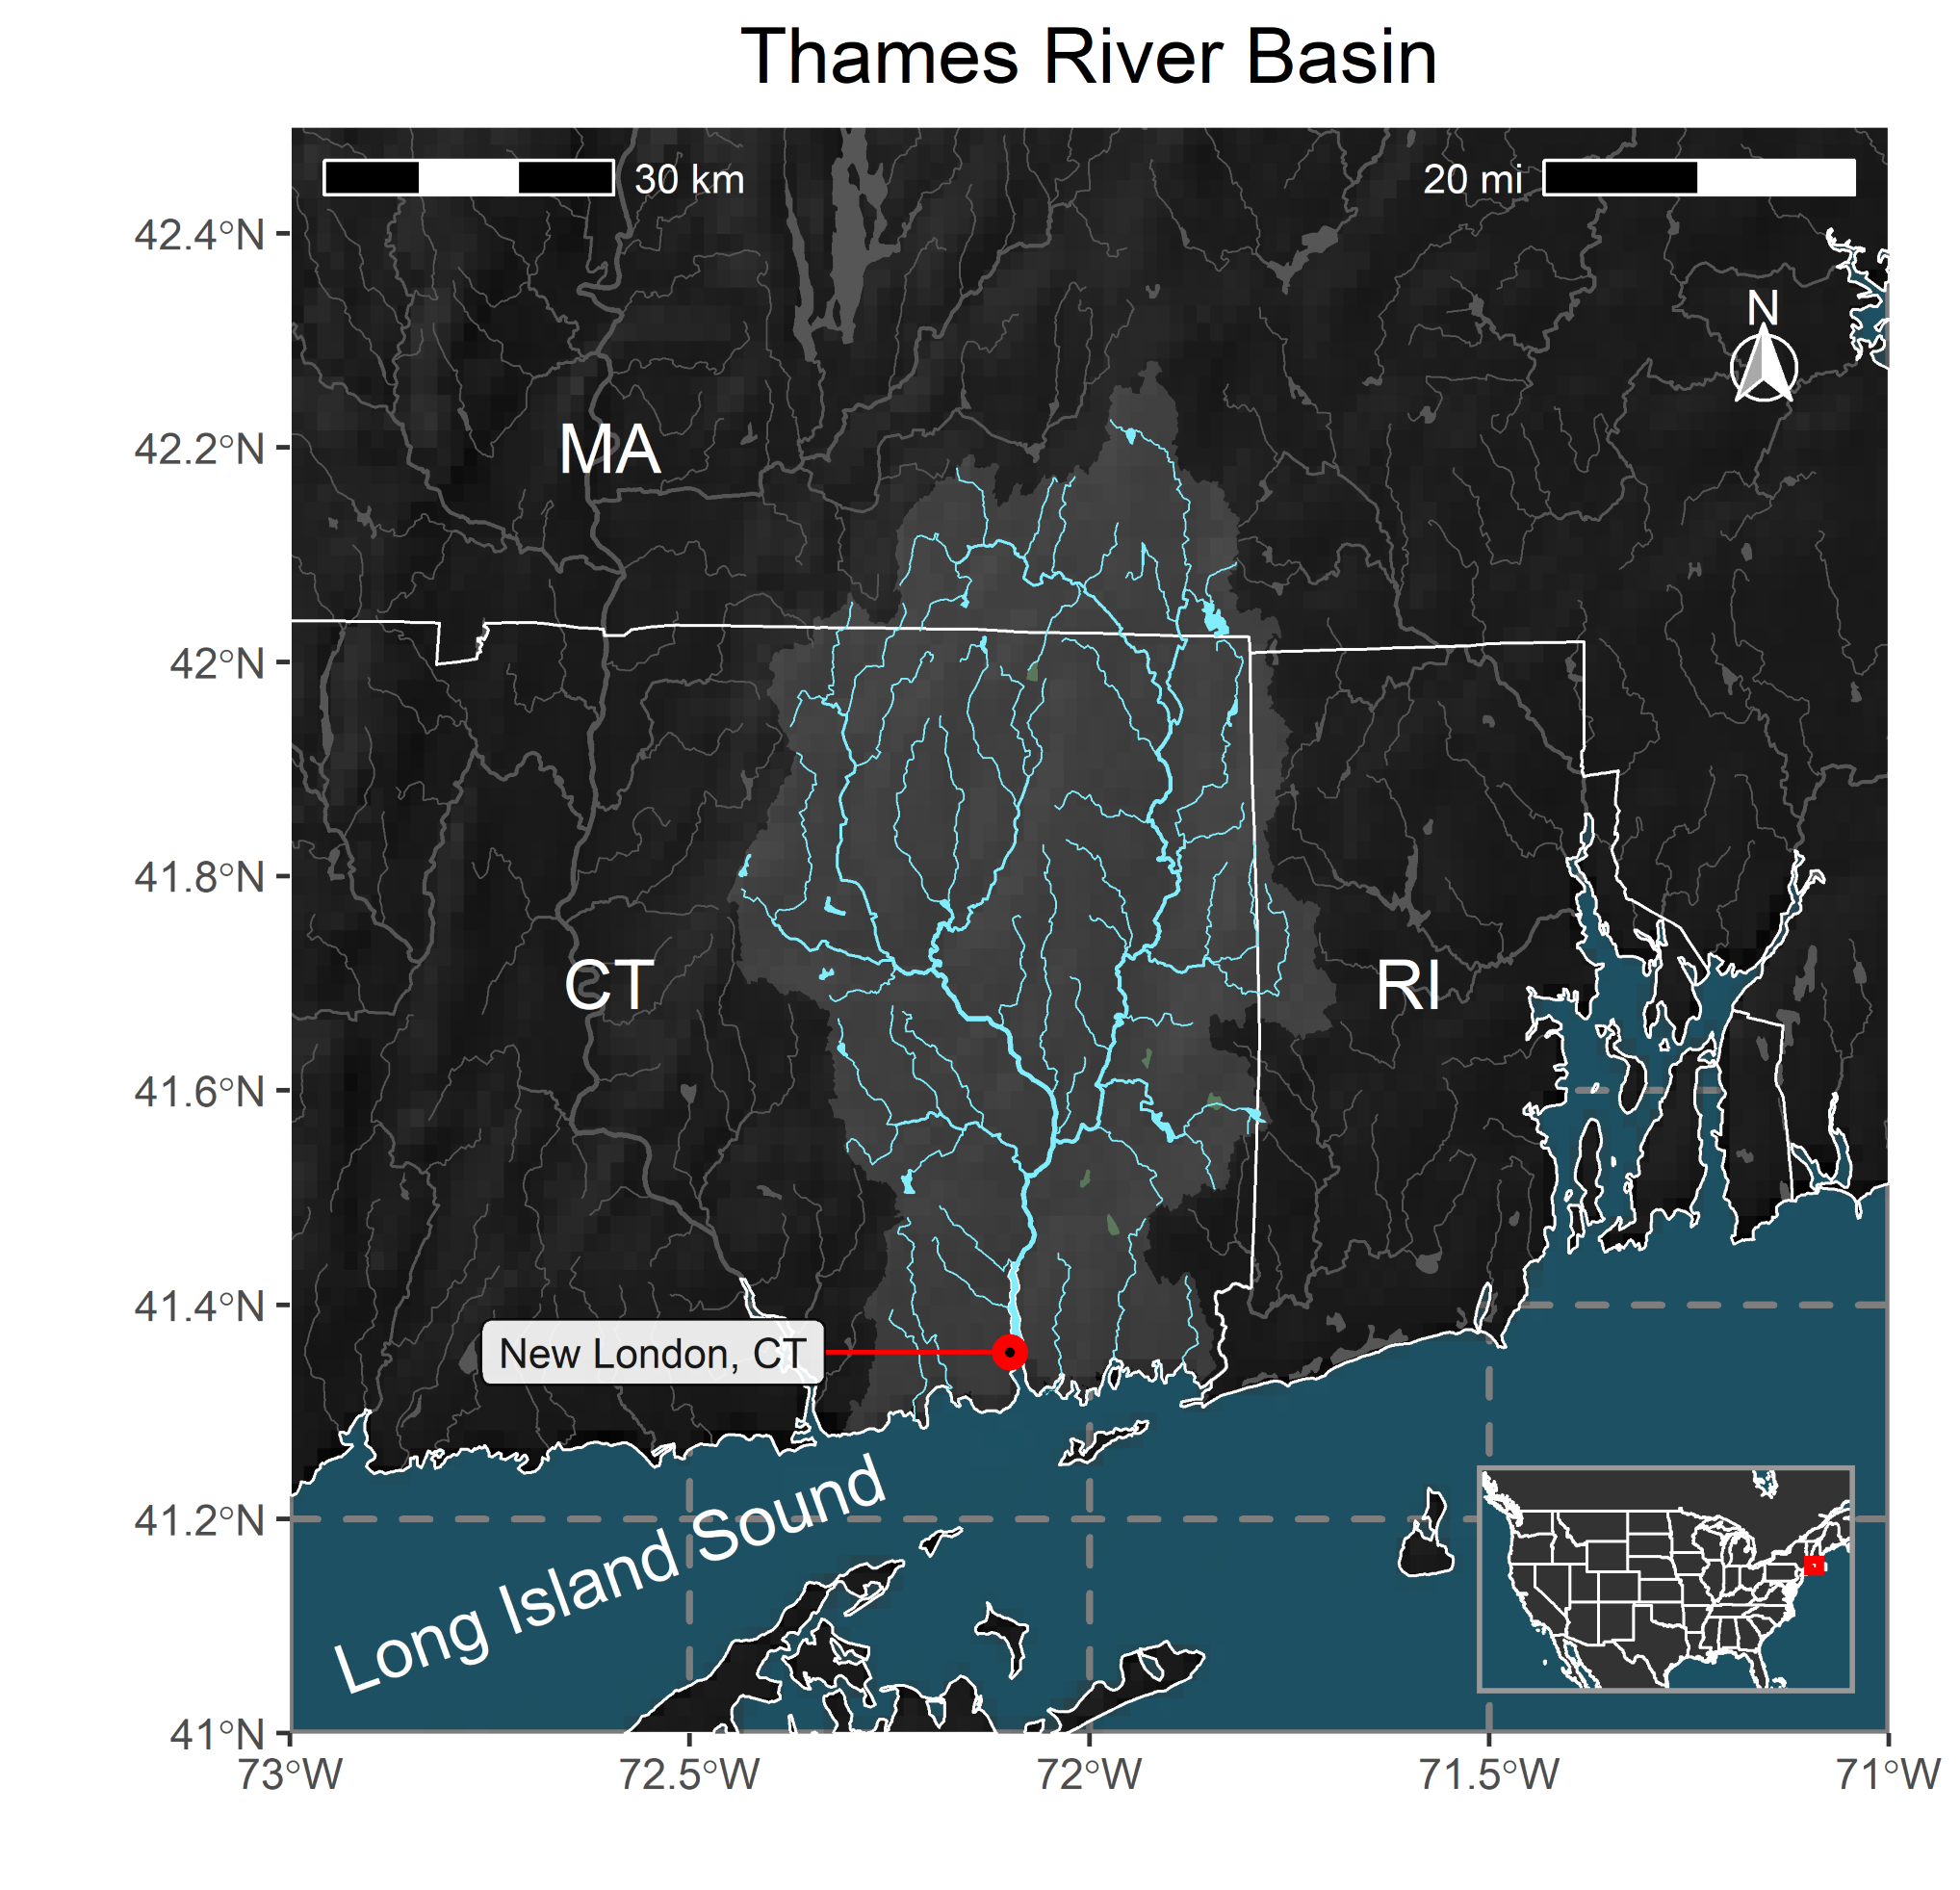 Thames River Basin
30 km
20 mi
42.4°N
N
42.2°N
MA
42°N
41.8°N
CT
RI
41.6°N
41.4°N
New London, CT
41.2°N
Long Island Sound
41°N
73°W
72.5°W
72°W
71.5°W
71°W